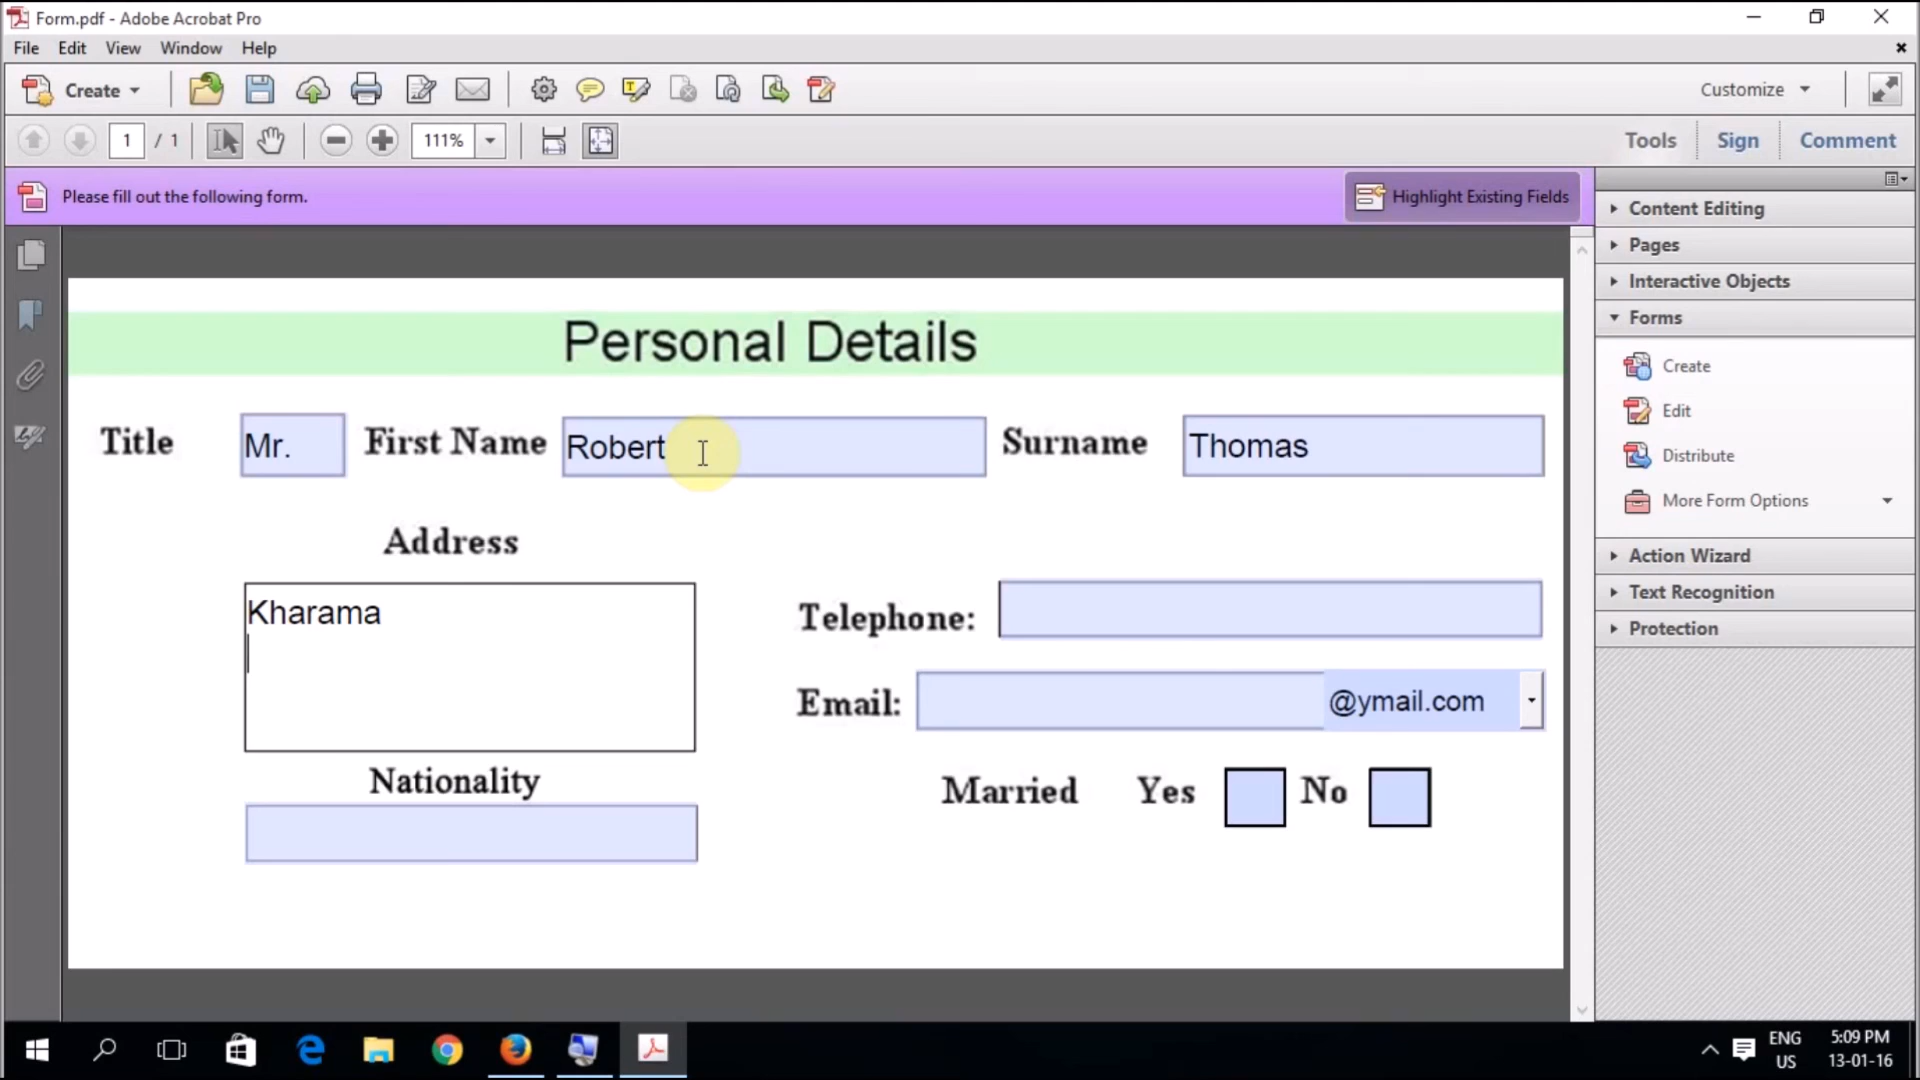 Form.pdf - Adobe Acrobat Pro
File Edit View Window Help
Create Customize
1 / 1 111% Tools Sign Comment
Please fill out the following form. Highlight Existing Fields
Content Editing
Pages
Interactive Objects
Forms
Create
Edit
Distribute
More Form Options
Action Wizard
Text Recognition
Protection
Personal Details
Title Mr. First Name Robert Surname Thomas
Address
Kharama
Telephone:
Email: @ymail.com
Nationality
Married Yes No
ENG 5:09 PM
US 13-01-16